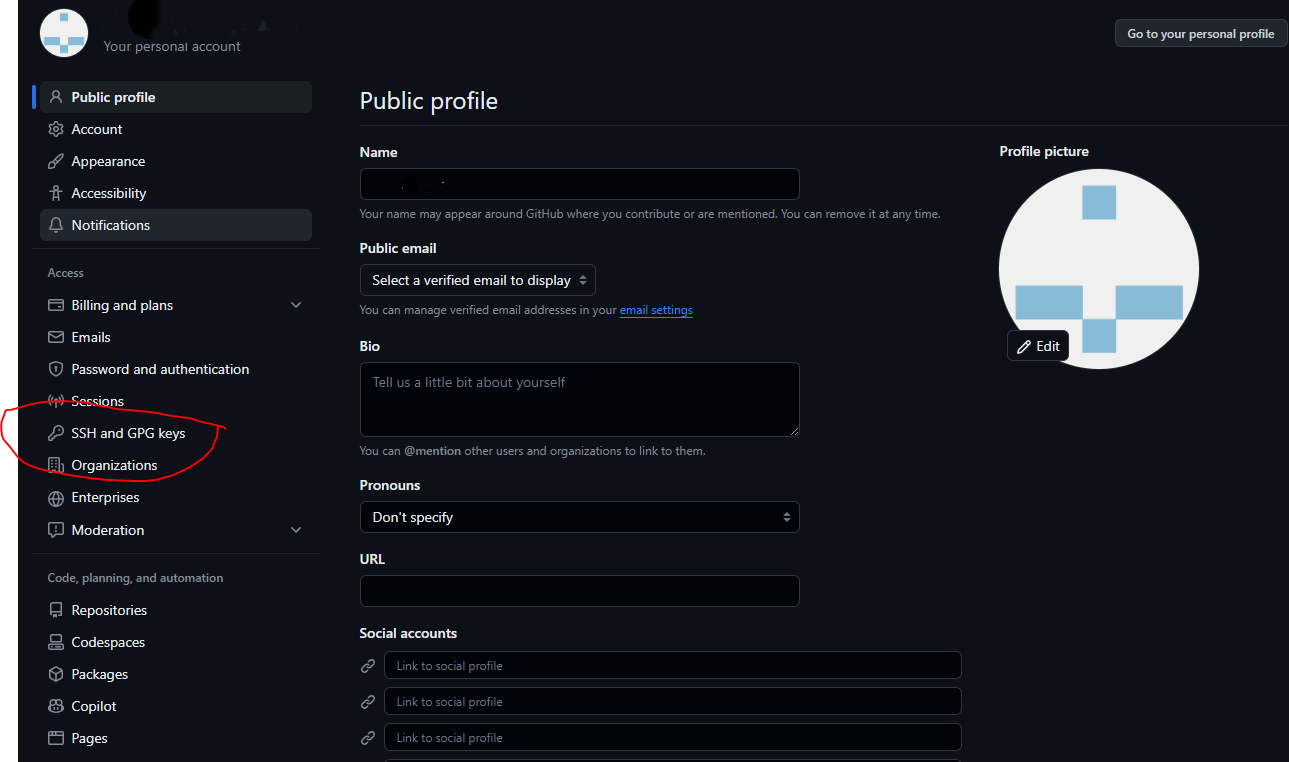 Your personal account
Go to your personal profile
Public profile
Account
Appearance
Accessibility
Notifications
Access
Billing and plans
Emails
Password and authentication
Sessions
SSH and GPG keys
Organizations
Enterprises
Moderation
Code, planning, and automation
Repositories
Codespaces
Packages
Copilot
Pages
Public profile
Name
Your name may appear around GitHub where you contribute or are mentioned. You can remove it at any time.
Public email
Select a verified email to display
You can manage verified email addresses in your email settings
Bio
Tell us a little bit about yourself
You can @mention other users and organizations to link to them.
Pronouns
Don't specify
URL
Social accounts
Link to social profile
Link to social profile
Link to social profile
Profile picture
Edit